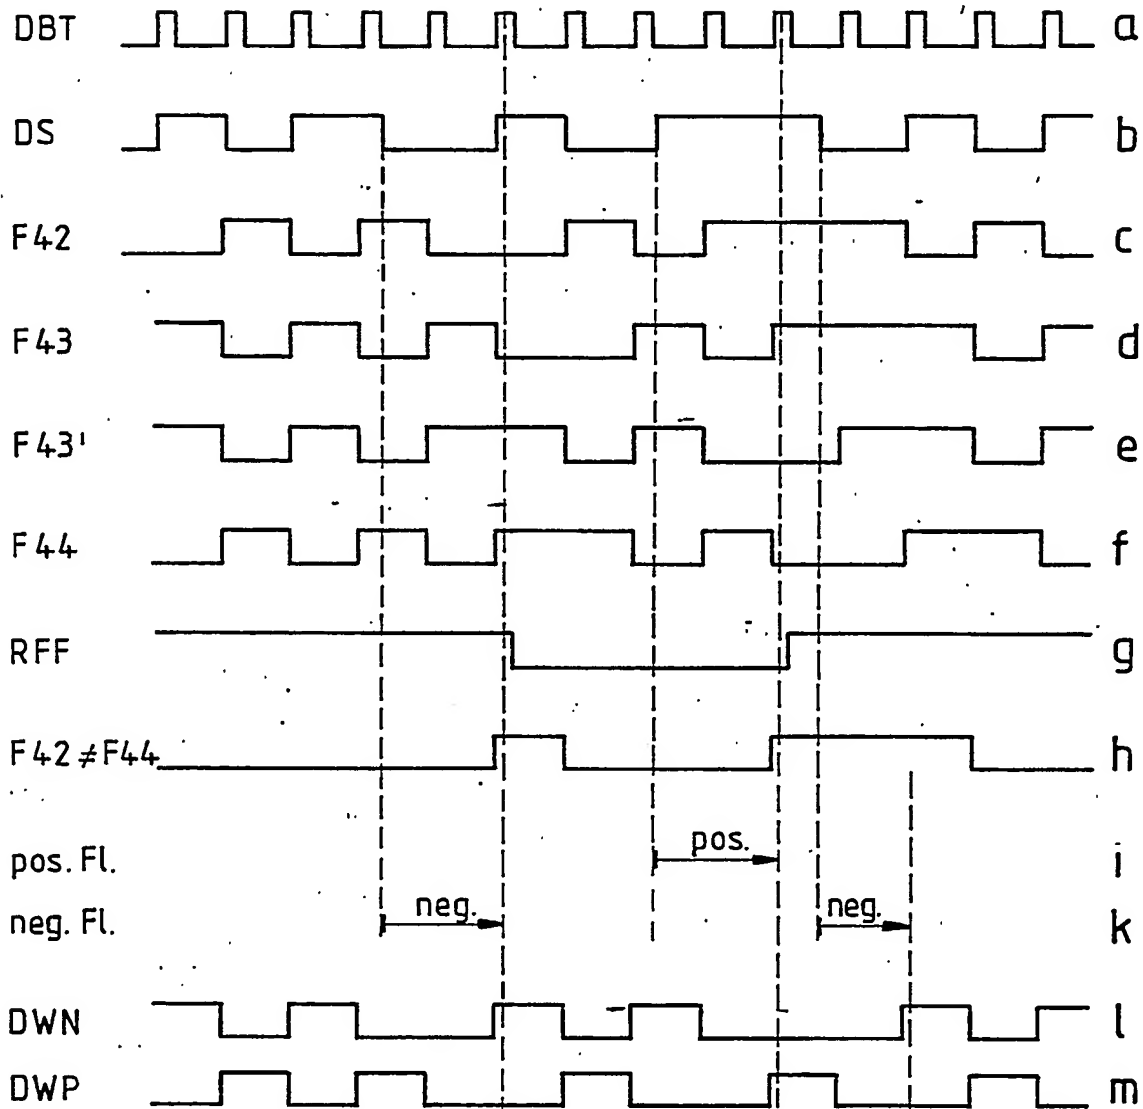 DBT a
DS b
F42 c
F43 d
F43' e
F44 f
RFF g
F42≠F44 h
pos. Fl. pos. i
neg. Fl. neg. neg. k
DWN l
DWP m